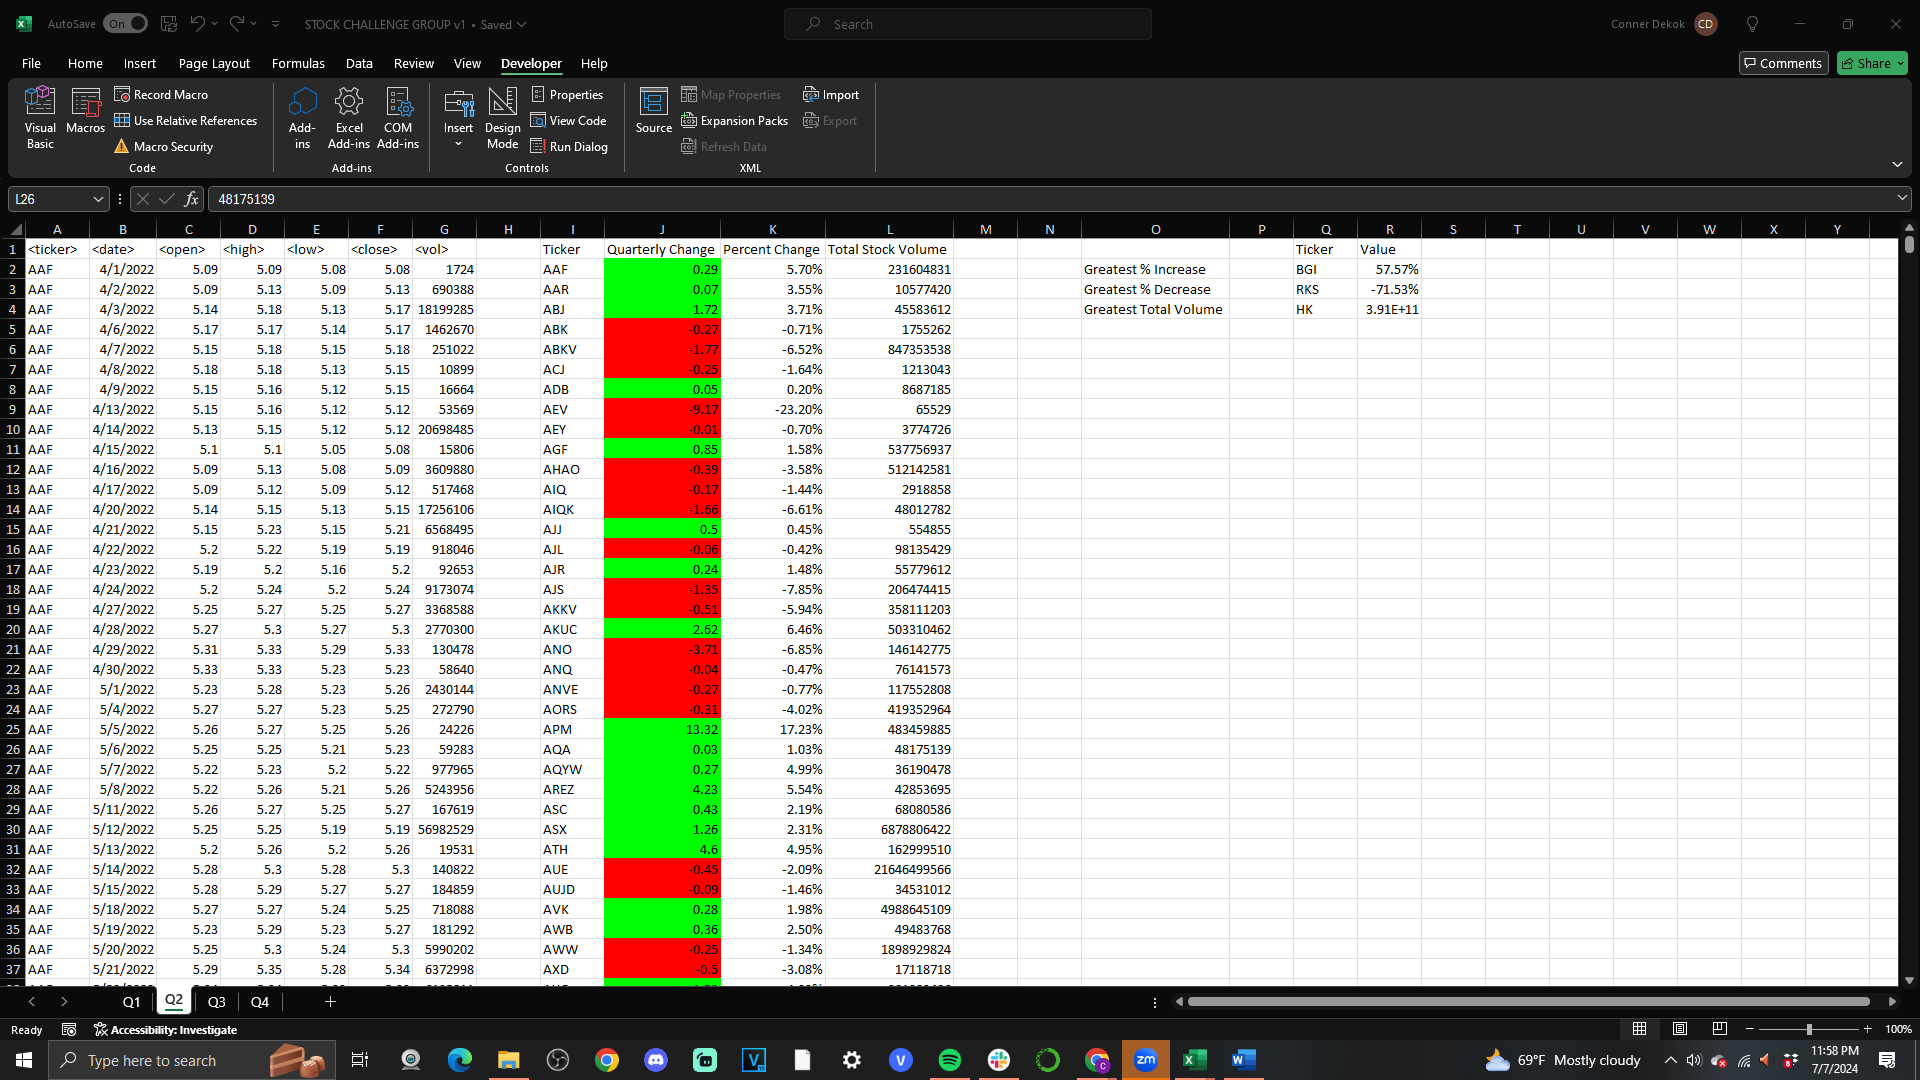 AutoSave On STOCK CHALLENGE GROUP v1 • Saved Search Conner Dekok CD
File Home Insert Page Layout Formulas Data Review View Developer Help Comments Share
Visual Basic
Macros
Record Macro
Use Relative References
Macro Security
Code
Add-ins
Excel Add-ins
COM Add-ins
Add-ins
Insert
Design Mode
Properties
View Code
Run Dialog
Controls
Source
Map Properties
Expansion Packs
Refresh Data
Import
Export
XML
L26 fx 48175139
A B C D E F G H I J K L M N O P Q R S T U V W X Y
1 <ticker> <date> <open> <high> <low> <close> <vol> Ticker Quarterly Change Percent Change Total Stock Volume Ticker Value
2 AAF 4/1/2022 5.09 5.09 5.08 5.08 1724 AAF 0.29 5.70% 231604831 Greatest % Increase BGI 57.57%
3 AAF 4/2/2022 5.09 5.13 5.09 5.13 690388 AAR 0.07 3.55% 10577420 Greatest % Decrease RKS -71.53%
4 AAF 4/3/2022 5.14 5.18 5.13 5.17 18199285 ABJ 1.72 3.71% 45583612 Greatest Total Volume HK 3.91E+11
5 AAF 4/6/2022 5.17 5.17 5.14 5.17 1462670 ABK -0.27 -0.71% 1755262
6 AAF 4/7/2022 5.15 5.18 5.15 5.18 251022 ABKV -1.77 -6.52% 847353538
7 AAF 4/8/2022 5.18 5.18 5.13 5.15 10899 ACJ -0.25 -1.64% 1213043
8 AAF 4/9/2022 5.15 5.16 5.12 5.15 16664 ADB 0.05 0.20% 8687185
9 AAF 4/13/2022 5.15 5.16 5.12 5.12 53569 AEV -9.17 -23.20% 65529
10 AAF 4/14/2022 5.13 5.15 5.12 5.12 20698485 AEY -0.01 -0.70% 3774726
11 AAF 4/15/2022 5.1 5.1 5.05 5.08 15806 AGF 0.85 1.58% 537756937
12 AAF 4/16/2022 5.09 5.13 5.08 5.09 3609880 AHAO -0.39 -3.58% 512142581
13 AAF 4/17/2022 5.09 5.12 5.09 5.12 517468 AIQ -0.17 -1.44% 2918858
14 AAF 4/20/2022 5.14 5.15 5.13 5.15 17256106 AIQK -1.66 -6.61% 48012782
15 AAF 4/21/2022 5.15 5.23 5.15 5.21 6568495 AJJ 0.5 0.45% 554855
16 AAF 4/22/2022 5.2 5.22 5.19 5.19 918046 AJL -0.06 -0.42% 98135429
17 AAF 4/23/2022 5.19 5.2 5.16 5.2 92653 AJR 0.24 1.48% 55779612
18 AAF 4/24/2022 5.2 5.24 5.2 5.24 9173074 AJS -1.35 -7.85% 206474415
19 AAF 4/27/2022 5.25 5.27 5.25 5.27 3368588 AKKV -0.51 -5.94% 358111203
20 AAF 4/28/2022 5.27 5.3 5.27 5.3 2770300 AKUC 2.62 6.46% 503310462
21 AAF 4/29/2022 5.31 5.33 5.29 5.33 130478 ANO -3.71 -6.85% 146142775
22 AAF 4/30/2022 5.33 5.33 5.23 5.23 58640 ANQ -0.04 -0.47% 76141573
23 AAF 5/1/2022 5.23 5.28 5.23 5.26 2430144 ANVE -0.27 -0.77% 117552808
24 AAF 5/4/2022 5.27 5.27 5.23 5.25 272790 AORS -0.31 -4.02% 419352964
25 AAF 5/5/2022 5.26 5.27 5.25 5.26 24226 APM 13.32 17.23% 483459885
26 AAF 5/6/2022 5.25 5.25 5.21 5.23 59283 AQA 0.03 1.03% 48175139
27 AAF 5/7/2022 5.22 5.23 5.2 5.22 977965 AQYW 0.27 4.99% 36190478
28 AAF 5/8/2022 5.22 5.26 5.21 5.26 5243956 AREZ 4.23 5.54% 42853695
29 AAF 5/11/2022 5.26 5.27 5.25 5.27 167619 ASC 0.43 2.19% 68080586
30 AAF 5/12/2022 5.25 5.25 5.19 5.19 56982529 ASX 1.26 2.31% 6878806422
31 AAF 5/13/2022 5.2 5.26 5.2 5.26 19531 ATH 4.6 4.95% 162999510
32 AAF 5/14/2022 5.28 5.3 5.28 5.3 140822 AUE -0.45 -2.09% 21646499566
33 AAF 5/15/2022 5.28 5.29 5.27 5.27 184859 AUJD -0.09 -1.46% 34531012
34 AAF 5/18/2022 5.27 5.27 5.24 5.25 718088 AVK 0.28 1.98% 4988645109
35 AAF 5/19/2022 5.23 5.29 5.23 5.27 181292 AWB 0.36 2.50% 49483768
36 AAF 5/20/2022 5.25 5.3 5.24 5.3 5990202 AWW -0.25 -1.34% 1898929824
37 AAF 5/21/2022 5.29 5.35 5.28 5.34 6372998 AXD -0.5 -3.08% 17118718
Q1 Q2 Q3 Q4
Ready Accessibility: Investigate 100%
Type here to search 69°F Mostly cloudy 11:58 PM
7/7/2024